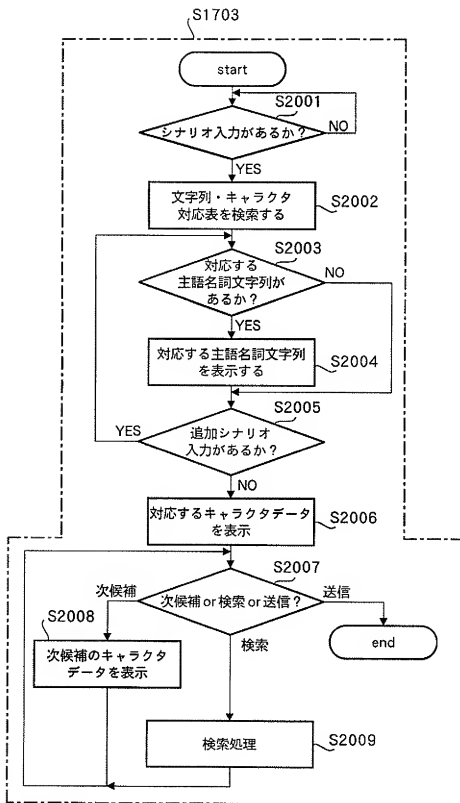 S1703
start
S2001
シナリオ入力があるか?
NO
YES
文字列・キャラクタ
対応表を検索する
S2002
S2003
対応する
主語名詞文字列が
あるか?
NO
YES
対応する主語名詞文字列
を表示する
S2004
S2005
YES
追加シナリオ
入力があるか?
NO
対応するキャラクタデータ
を表示
S2006
S2007
次候補
次候補or検索or送信?
送信
S2008
end
検索
次候補のキャラクタ
データを表示
検索処理
S2009